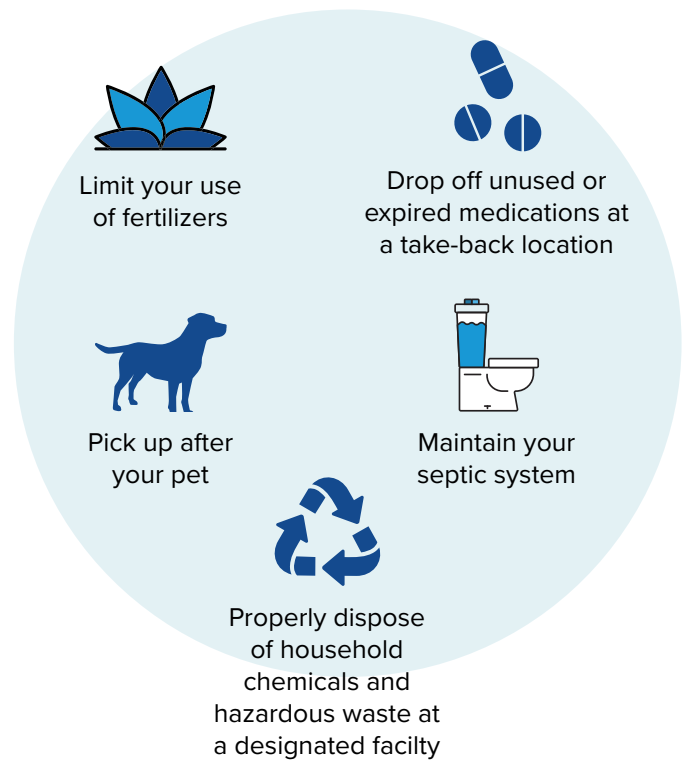 Limit your use
of fertilizers
Drop off unused or
expired medications at
a take-back location
Pick up after
your pet
Maintain your
septic system
Properly dispose
of household
chemicals and
hazardous waste at
a designated facilty